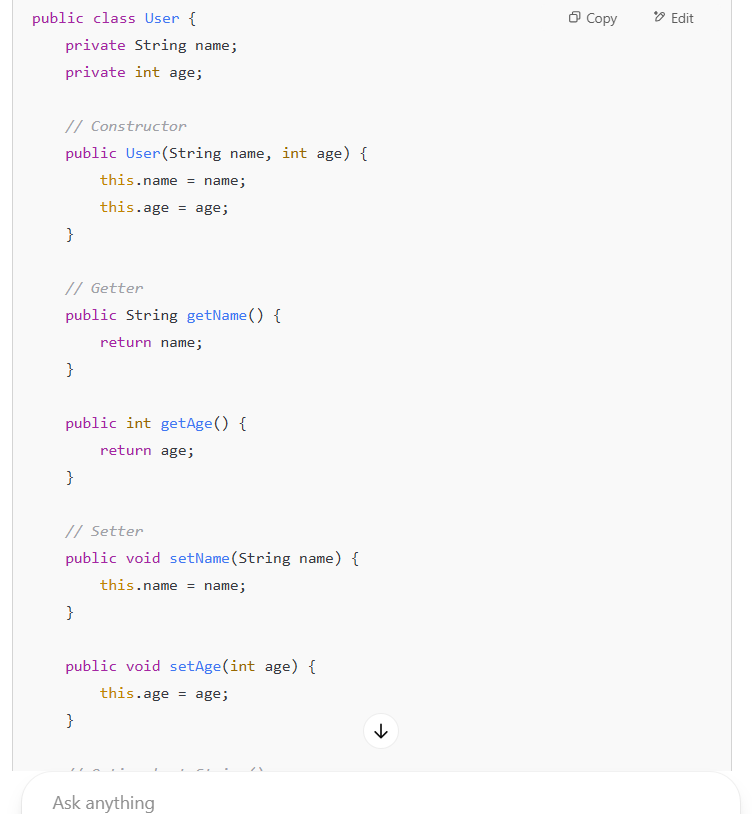 public class User {
Copy
Edit
    private String name;
    private int age;

    // Constructor
    public User(String name, int age) {
        this.name = name;
        this.age = age;
    }

    // Getter
    public String getName() {
        return name;
    }

    public int getAge() {
        return age;
    }

    // Setter
    public void setName(String name) {
        this.name = name;
    }

    public void setAge(int age) {
        this.age = age;
    }

Ask anything